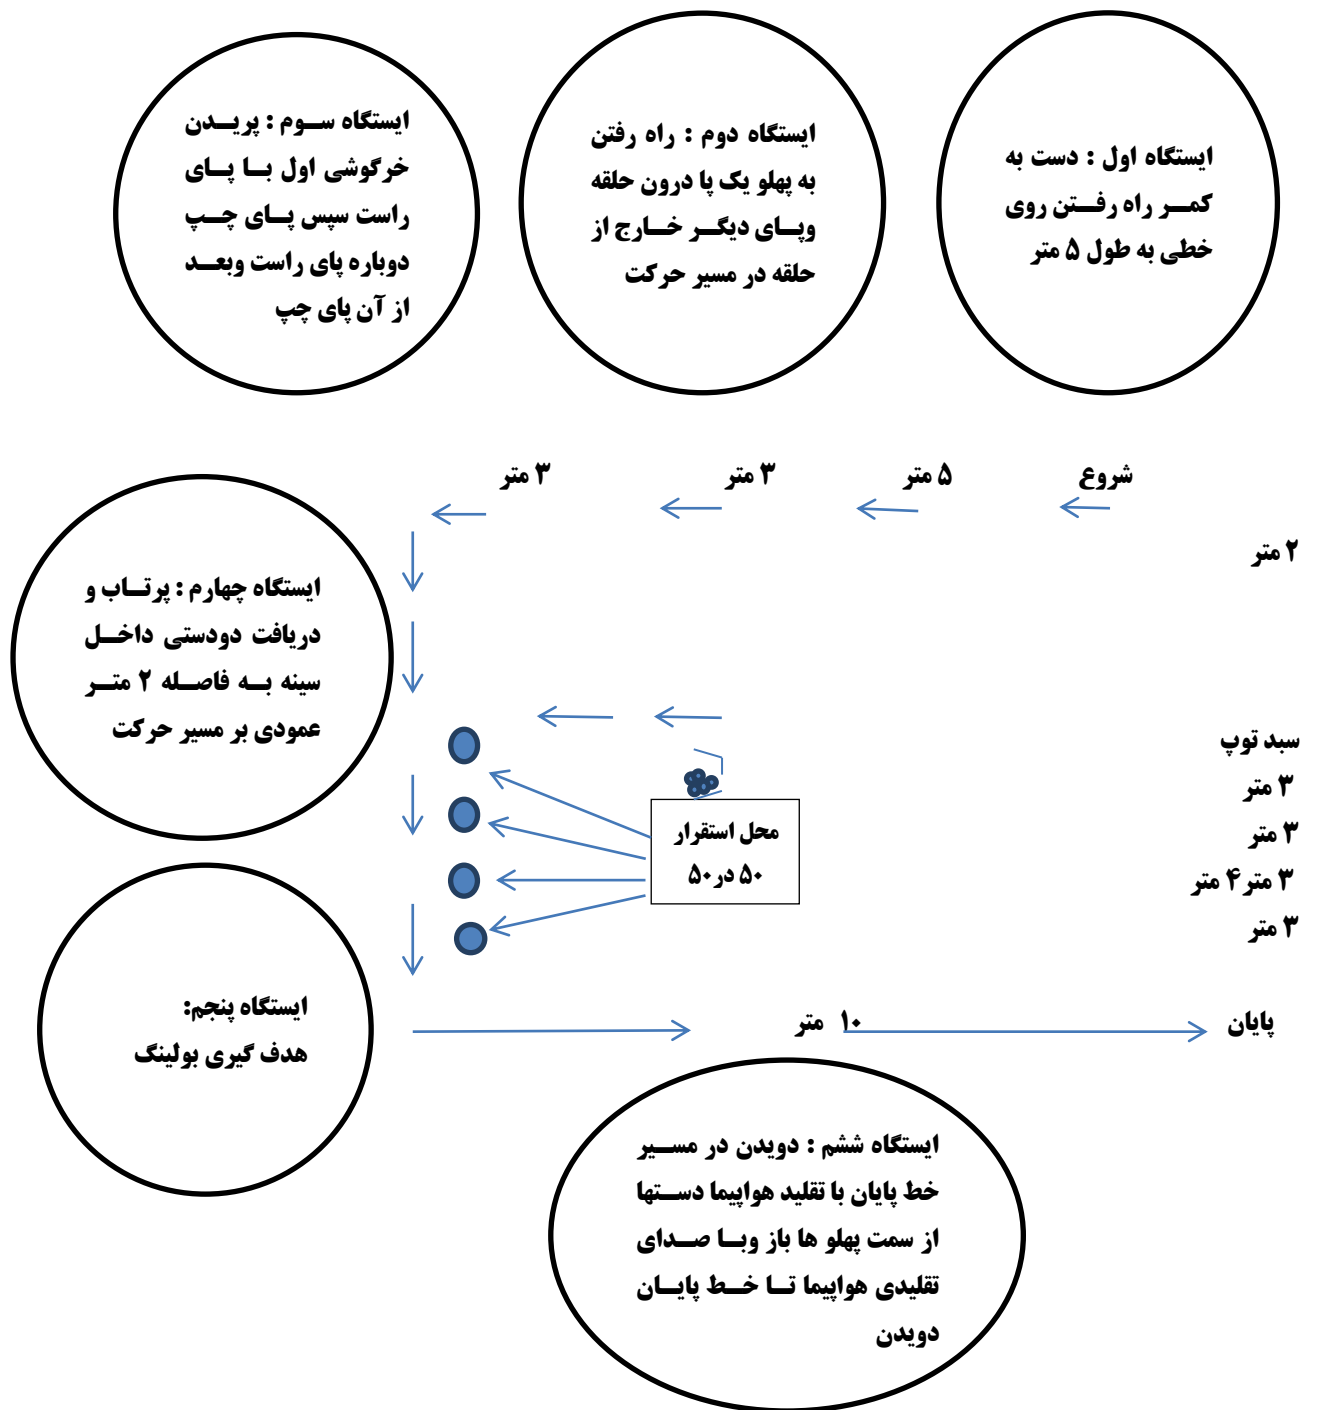 ایستگاه اول : دست به
کمر راه رفتن روی
خطی به طول ۵ متر
ایستگاه دوم : راه رفتن
به پهلو یک پا درون حلقه
وپای دیگر خارج از
حلقه در مسیر حرکت
ایستگاه سوم : پریدن
خرگوشی اول با پای
راست سپس پای چپ
دوباره پای راست وبعد
از آن پای چپ
شروع
۵ متر
۳ متر
۳ متر
۲ متر
ایستگاه چهارم : پرتاب و
دریافت دودستی داخل
سینه به فاصله ۲ متر
عمودی بر مسیر حرکت
سبد توپ
۳ متر
۳ متر
۳ متر۴ متر
۳ متر
محل استقرار
۵۰ در۵۰
ایستگاه پنجم:
هدف گیری بولینگ
۱۰ متر
پایان
ایستگاه ششم : دویدن در مسیر
خط پایان با تقلید هواپیما دستها
از سمت پهلو ها باز وبا صدای
تقلیدی هواپیما تا خط پایان
دویدن